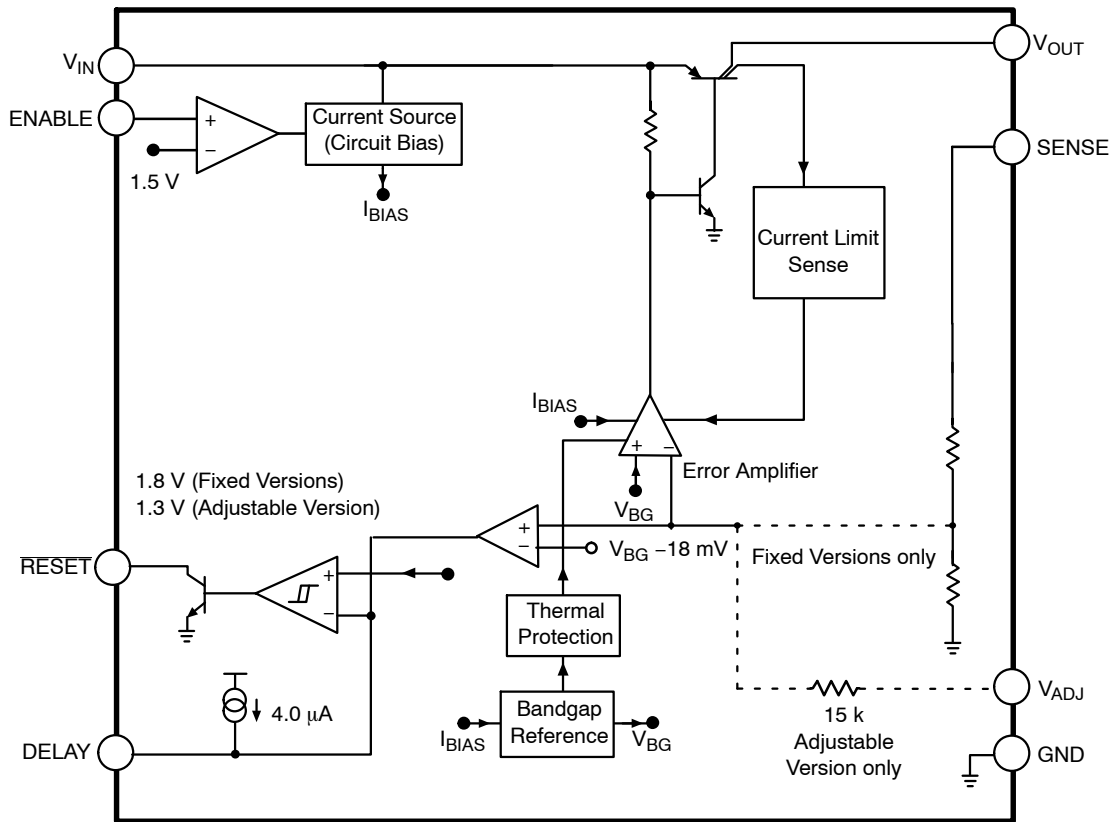 V_IN
V_OUT
ENABLE
+
−
1.5 V
Current Source
(Circuit Bias)
I_BIAS
SENSE
Current Limit
Sense
I_BIAS
+ −
Error Amplifier
V_BG
1.8 V (Fixed Versions)
1.3 V (Adjustable Version)
+
−
V_BG −18 mV
Fixed Versions only
RESET
+
−
Thermal
Protection
4.0 μA
15 k
Adjustable
Version only
V_ADJ
I_BIAS
Bandgap
Reference
V_BG
DELAY
GND